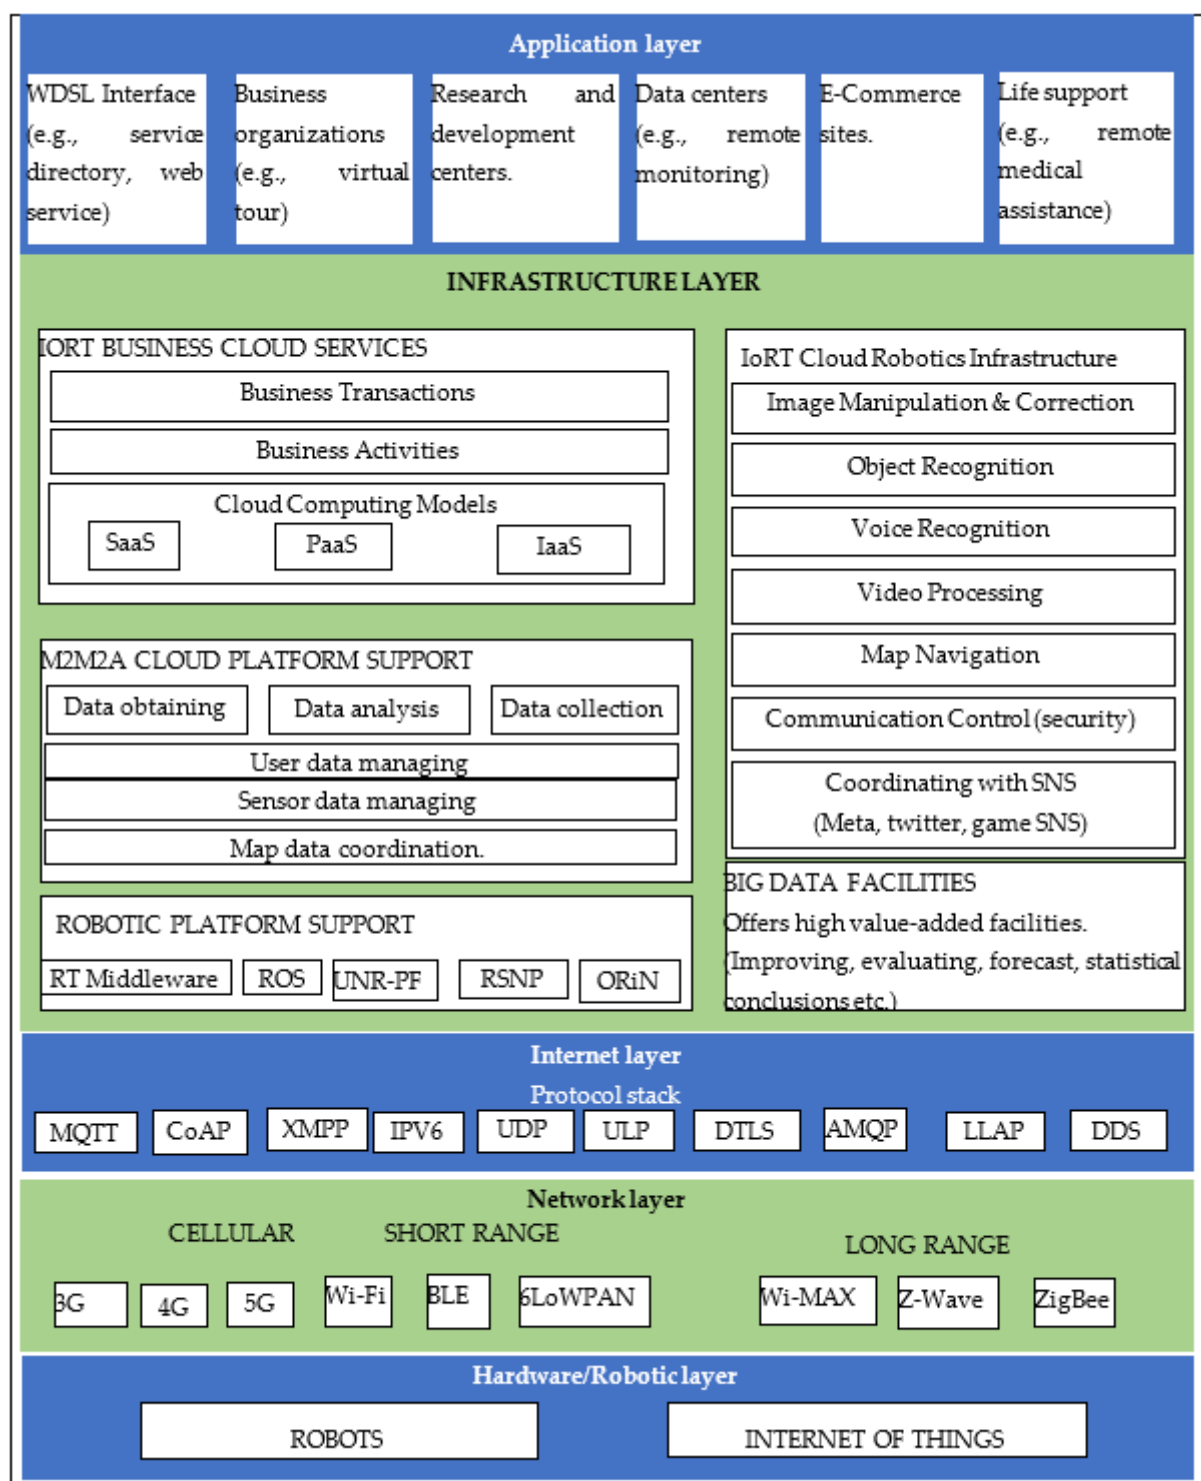 Application layer
WDSL Interface
(e.g., service
directory, web
service)
Business
organizations
(e.g., virtual
tour)
Research and
development
centers.
Data centers
(e.g., remote
monitoring)
E-Commerce
sites.
Life support
(e.g., remote
medical
assistance)
INFRASTRUCTURE LAYER
IORT BUSINESS CLOUD SERVICES
Business Transactions
Business Activities
Cloud Computing Models
SaaS
PaaS
IaaS
M2M2A CLOUD PLATFORM SUPPORT
Data obtaining
Data analysis
Data collection
User data managing
Sensor data managing
Map data coordination.
ROBOTIC PLATFORM SUPPORT
RT Middleware
ROS
UNR-PF
RSNP
ORiN
IoRT Cloud Robotics Infrastructure
Image Manipulation & Correction
Object Recognition
Voice Recognition
Video Processing
Map Navigation
Communication Control (security)
Coordinating with SNS
(Meta, twitter, game SNS)
BIG DATA FACILITIES
Offers high value-added facilities.
(Improving, evaluating, forecast, statistical
conclusions etc.)
Internet layer
Protocol stack
MQTT
CoAP
XMPP
IPV6
UDP
ULP
DTLS
AMQP
LLAP
DDS
Network layer
CELLULAR
SHORT RANGE
LONG RANGE
3G
4G
5G
Wi-Fi
BLE
6LoWPAN
Wi-MAX
Z-Wave
ZigBee
Hardware/Robotic layer
ROBOTS
INTERNET OF THINGS